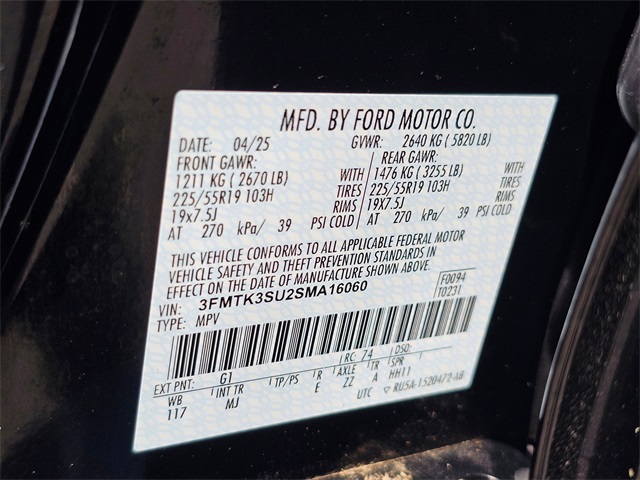 MFD. BY FORD MOTOR CO.
DATE: 04/25 GVWR: 2640 KG ( 5820 LB)
FRONT GAWR: REAR GAWR:
1211 KG ( 2670 LB) WITH 1476 KG ( 3255 LB) WITH
225/55R19 103H TIRES 225/55R19 103H TIRES
19x7.5J RIMS 19x7.5J RIMS
AT 270 kPa/ 39 PSI COLD AT 270 kPa/ 39 PSI COLD
THIS VEHICLE CONFORMS TO ALL APPLICABLE FEDERAL MOTOR
VEHICLE SAFETY AND THEFT PREVENTION STANDARDS IN
EFFECT ON THE DATE OF MANUFACTURE SHOWN ABOVE.
VIN: 3FMTK3SU2SMA16060 F0094
TYPE: MPV T0231
EXT PNT: G1 RC: 74 DSO:
WB INT TR TP/PS R AXLE TR SPR
117 MJ E ZZ A HH11
UTC RU5A-1520472-AB